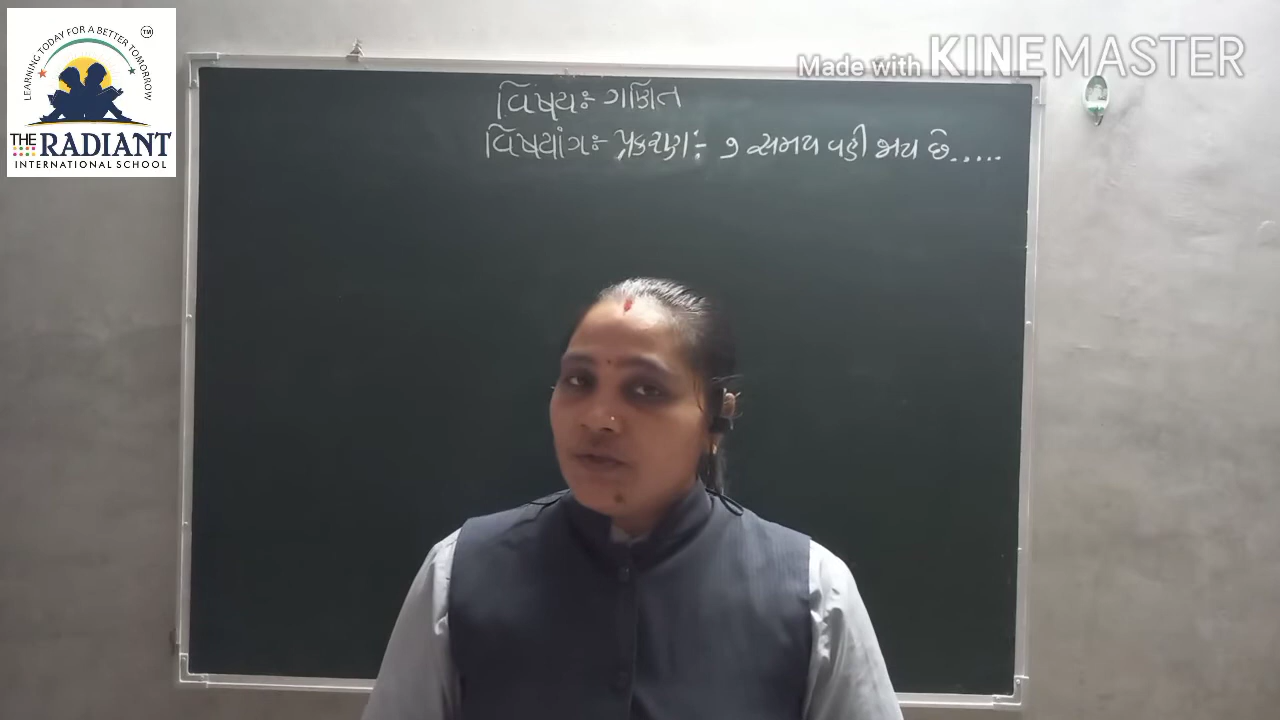 LEARNING TODAY FOR A BETTER TOMORROW
TM
THE RADIANT
INTERNATIONAL SCHOOL
Made with KINEMASTER
વિષયઃ- ગણિત
વિષયાંગઃ- પ્રકરણઃ- ૭ સમય વહી જાય છે.....